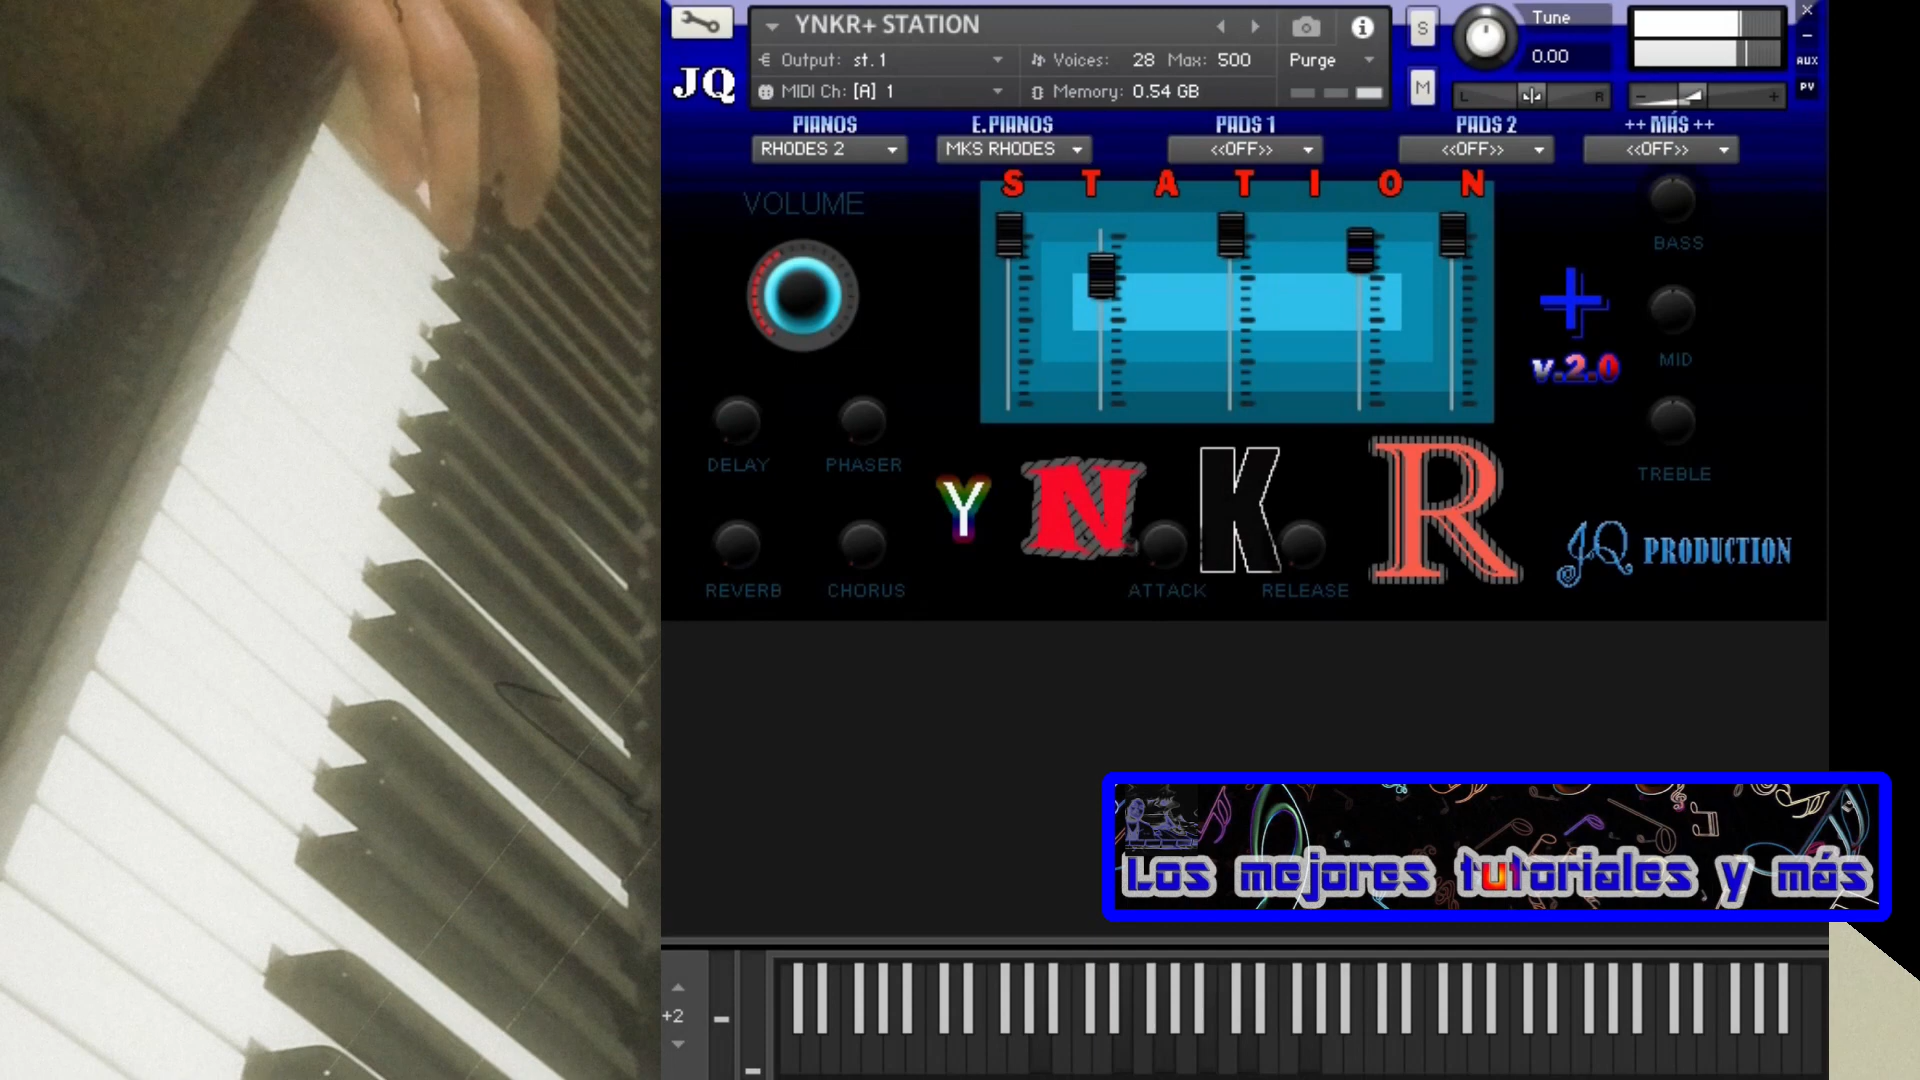 YNKR+ STATION
S
Tune
0.00
AUX
PV
JQ
Output: st.1
Voices: 28 Max: 500
Purge
MIDI Ch: [A] 1
Memory: 0.54 GB
M
L
R
PIANOS
E.PIANOS
PADS 1
PADS 2
++ MÁS ++
RHODES 2
MKS RHODES
<<OFF>>
<<OFF>>
<<OFF>>
STATION
VOLUME
BASS
MID
v.2.0
DELAY
PHASER
TREBLE
YNKR
JQ PRODUCTION
REVERB
CHORUS
ATTACK
RELEASE
Los mejores tutoriales y más
+2